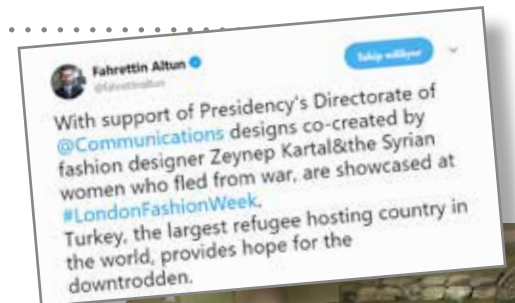 Fahrettin Altun
@fahrettinaltun
Takip ediliyor
With support of Presidency's Directorate of
@Communications designs co-created by
fashion designer Zeynep Kartal&the Syrian
women who fled from war, are showcased at
#LondonFashionWeek.
Turkey, the largest refugee hosting country in
the world, provides hope for the
downtrodden.